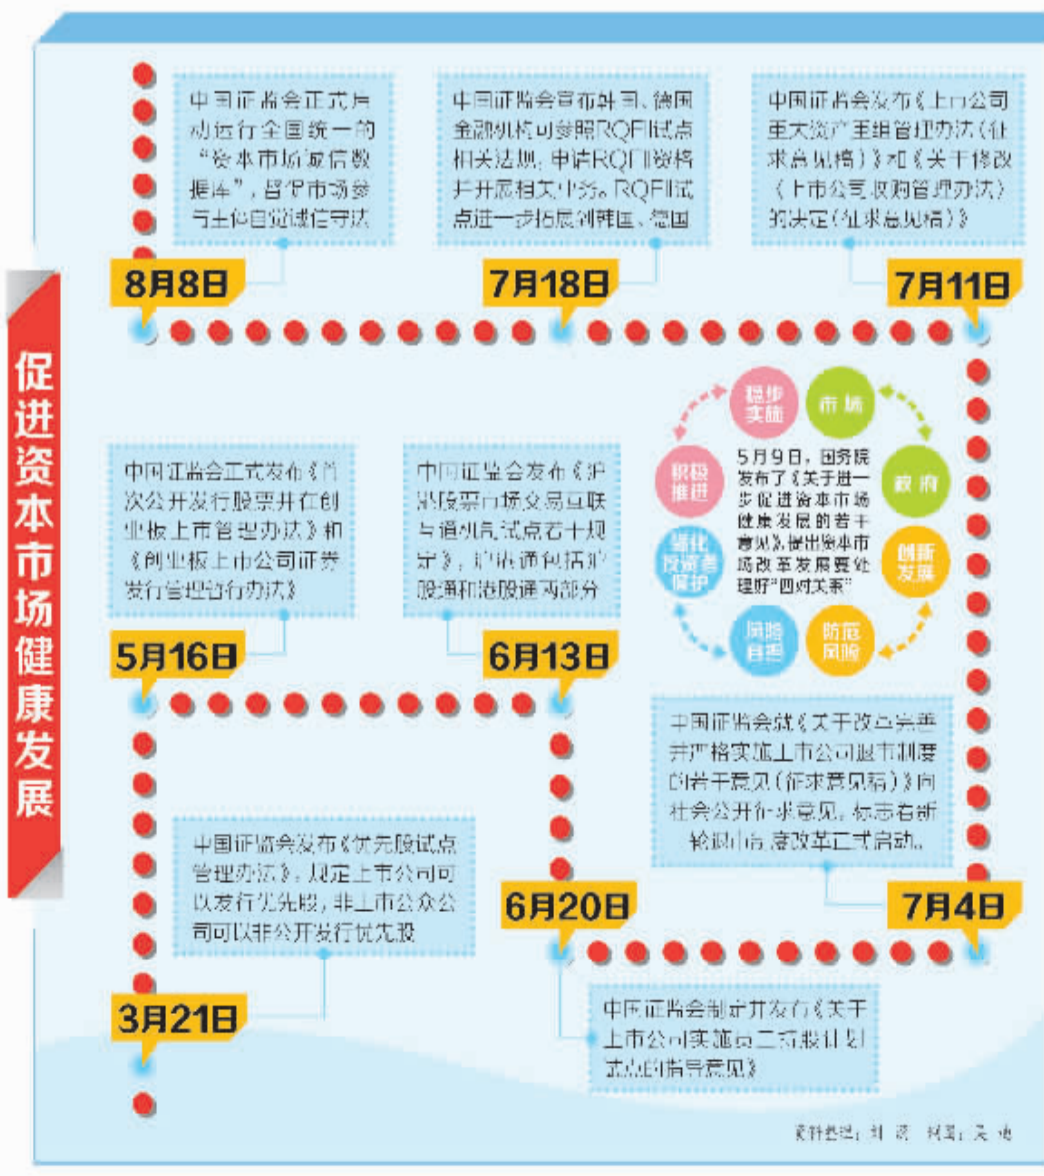 促进资本市场健康发展
中国证监会正式启
动运行全国统一的
“资本市场诚信数
据库”，督促市场参
与主体自觉诚信守法
8月8日
中国证监会宣布韩国、德国
金融机构可参照RQFII试点
相关法规，申请RQFII资格
并开展相关业务。RQFII试
点进一步拓展到韩国、德国
7月18日
中国证监会发布《上市公司
重大资产重组管理办法（征
求意见稿）》和《关于修改
〈上市公司收购管理办法〉
的决定（征求意见稿）》
7月11日
中国证监会正式发布《首
次公开发行股票并在创
业板上市管理办法》和
《创业板上市公司证券
发行管理暂行办法》
5月16日
中国证监会发布《沪
港股票市场交易互联
互通机制试点若干规
定》，沪港通包括沪
股通和港股通两部分
6月13日
稳步
实施
市场
积极
推进
政府
5月9日，国务院
发布了《关于进一
步促进资本市场
健康发展的若干
意见》，提出资本市
场改革发展要处
理好“四对关系”
强化
投资者
保护
创新
发展
风险
自担
防范
风险
中国证监会就《关于改革完善
并严格实施上市公司退市制度
的若干意见（征求意见稿）》向
社会公开征求意见，标志着新
一轮退市制度改革正式启动。
7月4日
中国证监会发布《优先股试点
管理办法》，规定上市公司可
以发行优先股，非上市公众公
司可以非公开发行优先股
3月21日
6月20日
中国证监会制定并发布《关于
上市公司实施员工持股计划
试点的指导意见》
资料整理：刘 制图：吴